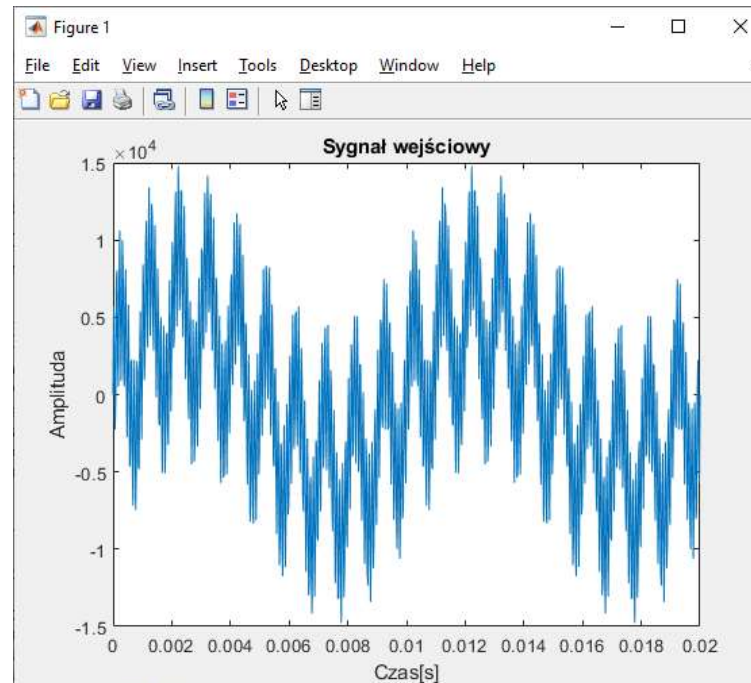 Figure 1
File Edit View Insert Tools Desktop Window Help
Sygnał wejściowy
×10⁴
1.5
1
0.5
0
-0.5
-1
-1.5
Amplituda
0 0.002 0.004 0.006 0.008 0.01 0.012 0.014 0.016 0.018 0.02
Czas[s]